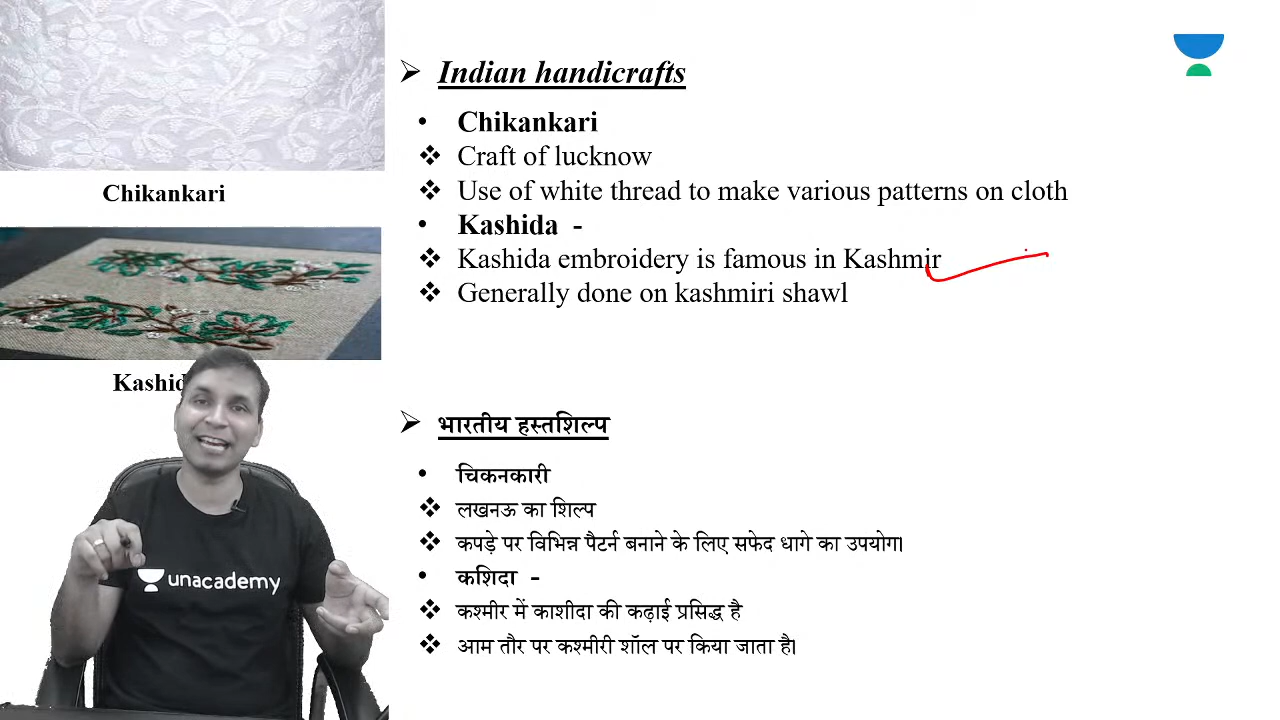 Chikankari
Kashid
unacademy
Indian handicrafts
Chikankari
Craft of lucknow
Use of white thread to make various patterns on cloth
Kashida -
Kashida embroidery is famous in Kashmir
Generally done on kashmiri shawl
भारतीय हस्तशिल्प
चिकनकारी
लखनऊ का शिल्प
कपड़े पर विभिन्न पैटर्न बनाने के लिए सफेद धागे का उपयोग।
कशिदा -
कश्मीर में काशीदा की कढ़ाई प्रसिद्ध है
आम तौर पर कश्मीरी शॉल पर किया जाता है।